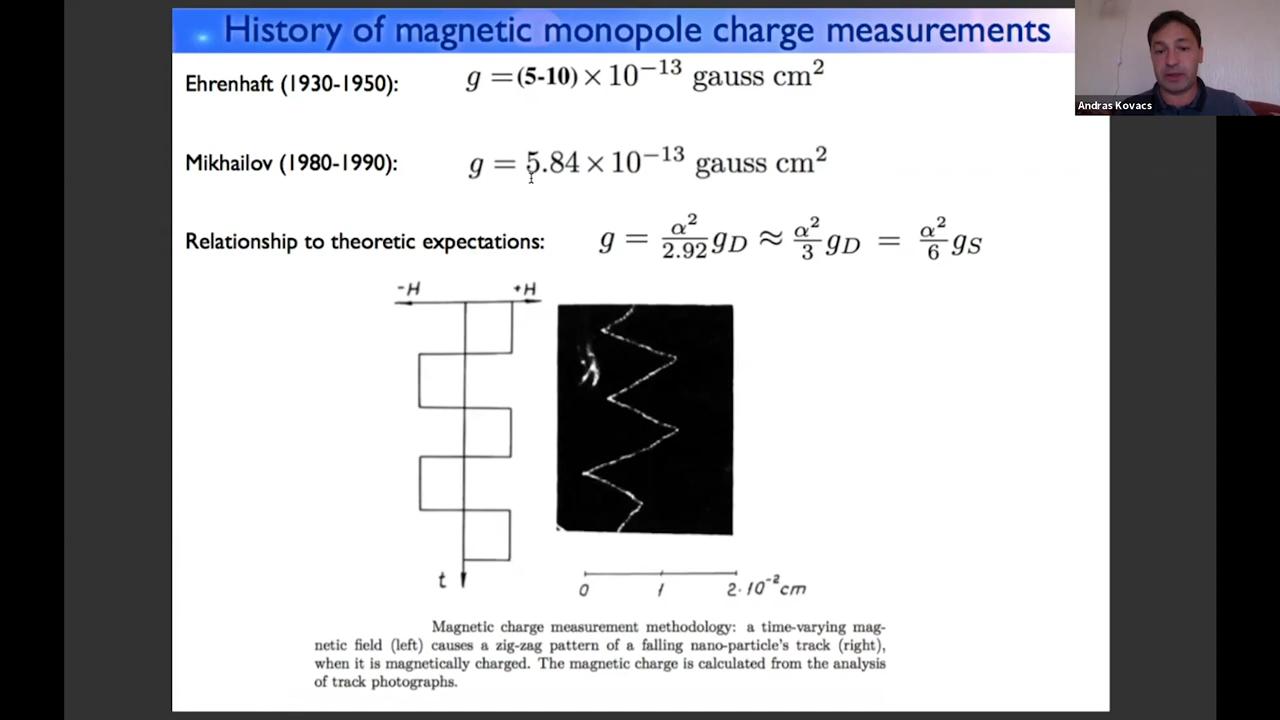 History of magnetic monopole charge measurements
Andras Kovacs
Ehrenhaft (1930-1950): g = (5-10) × 10⁻¹³ gauss cm²
Mikhailov (1980-1990): g = 5.84 × 10⁻¹³ gauss cm²
Relationship to theoretic expectations: g = α²/2.92 g_D ≈ α²/3 g_D = α²/6 g_S
-H +H
t
0 1 2·10⁻² cm
Magnetic charge measurement methodology: a time-varying mag-
netic field (left) causes a zig-zag pattern of a falling nano-particle's track (right),
when it is magnetically charged. The magnetic charge is calculated from the analysis
of track photographs.